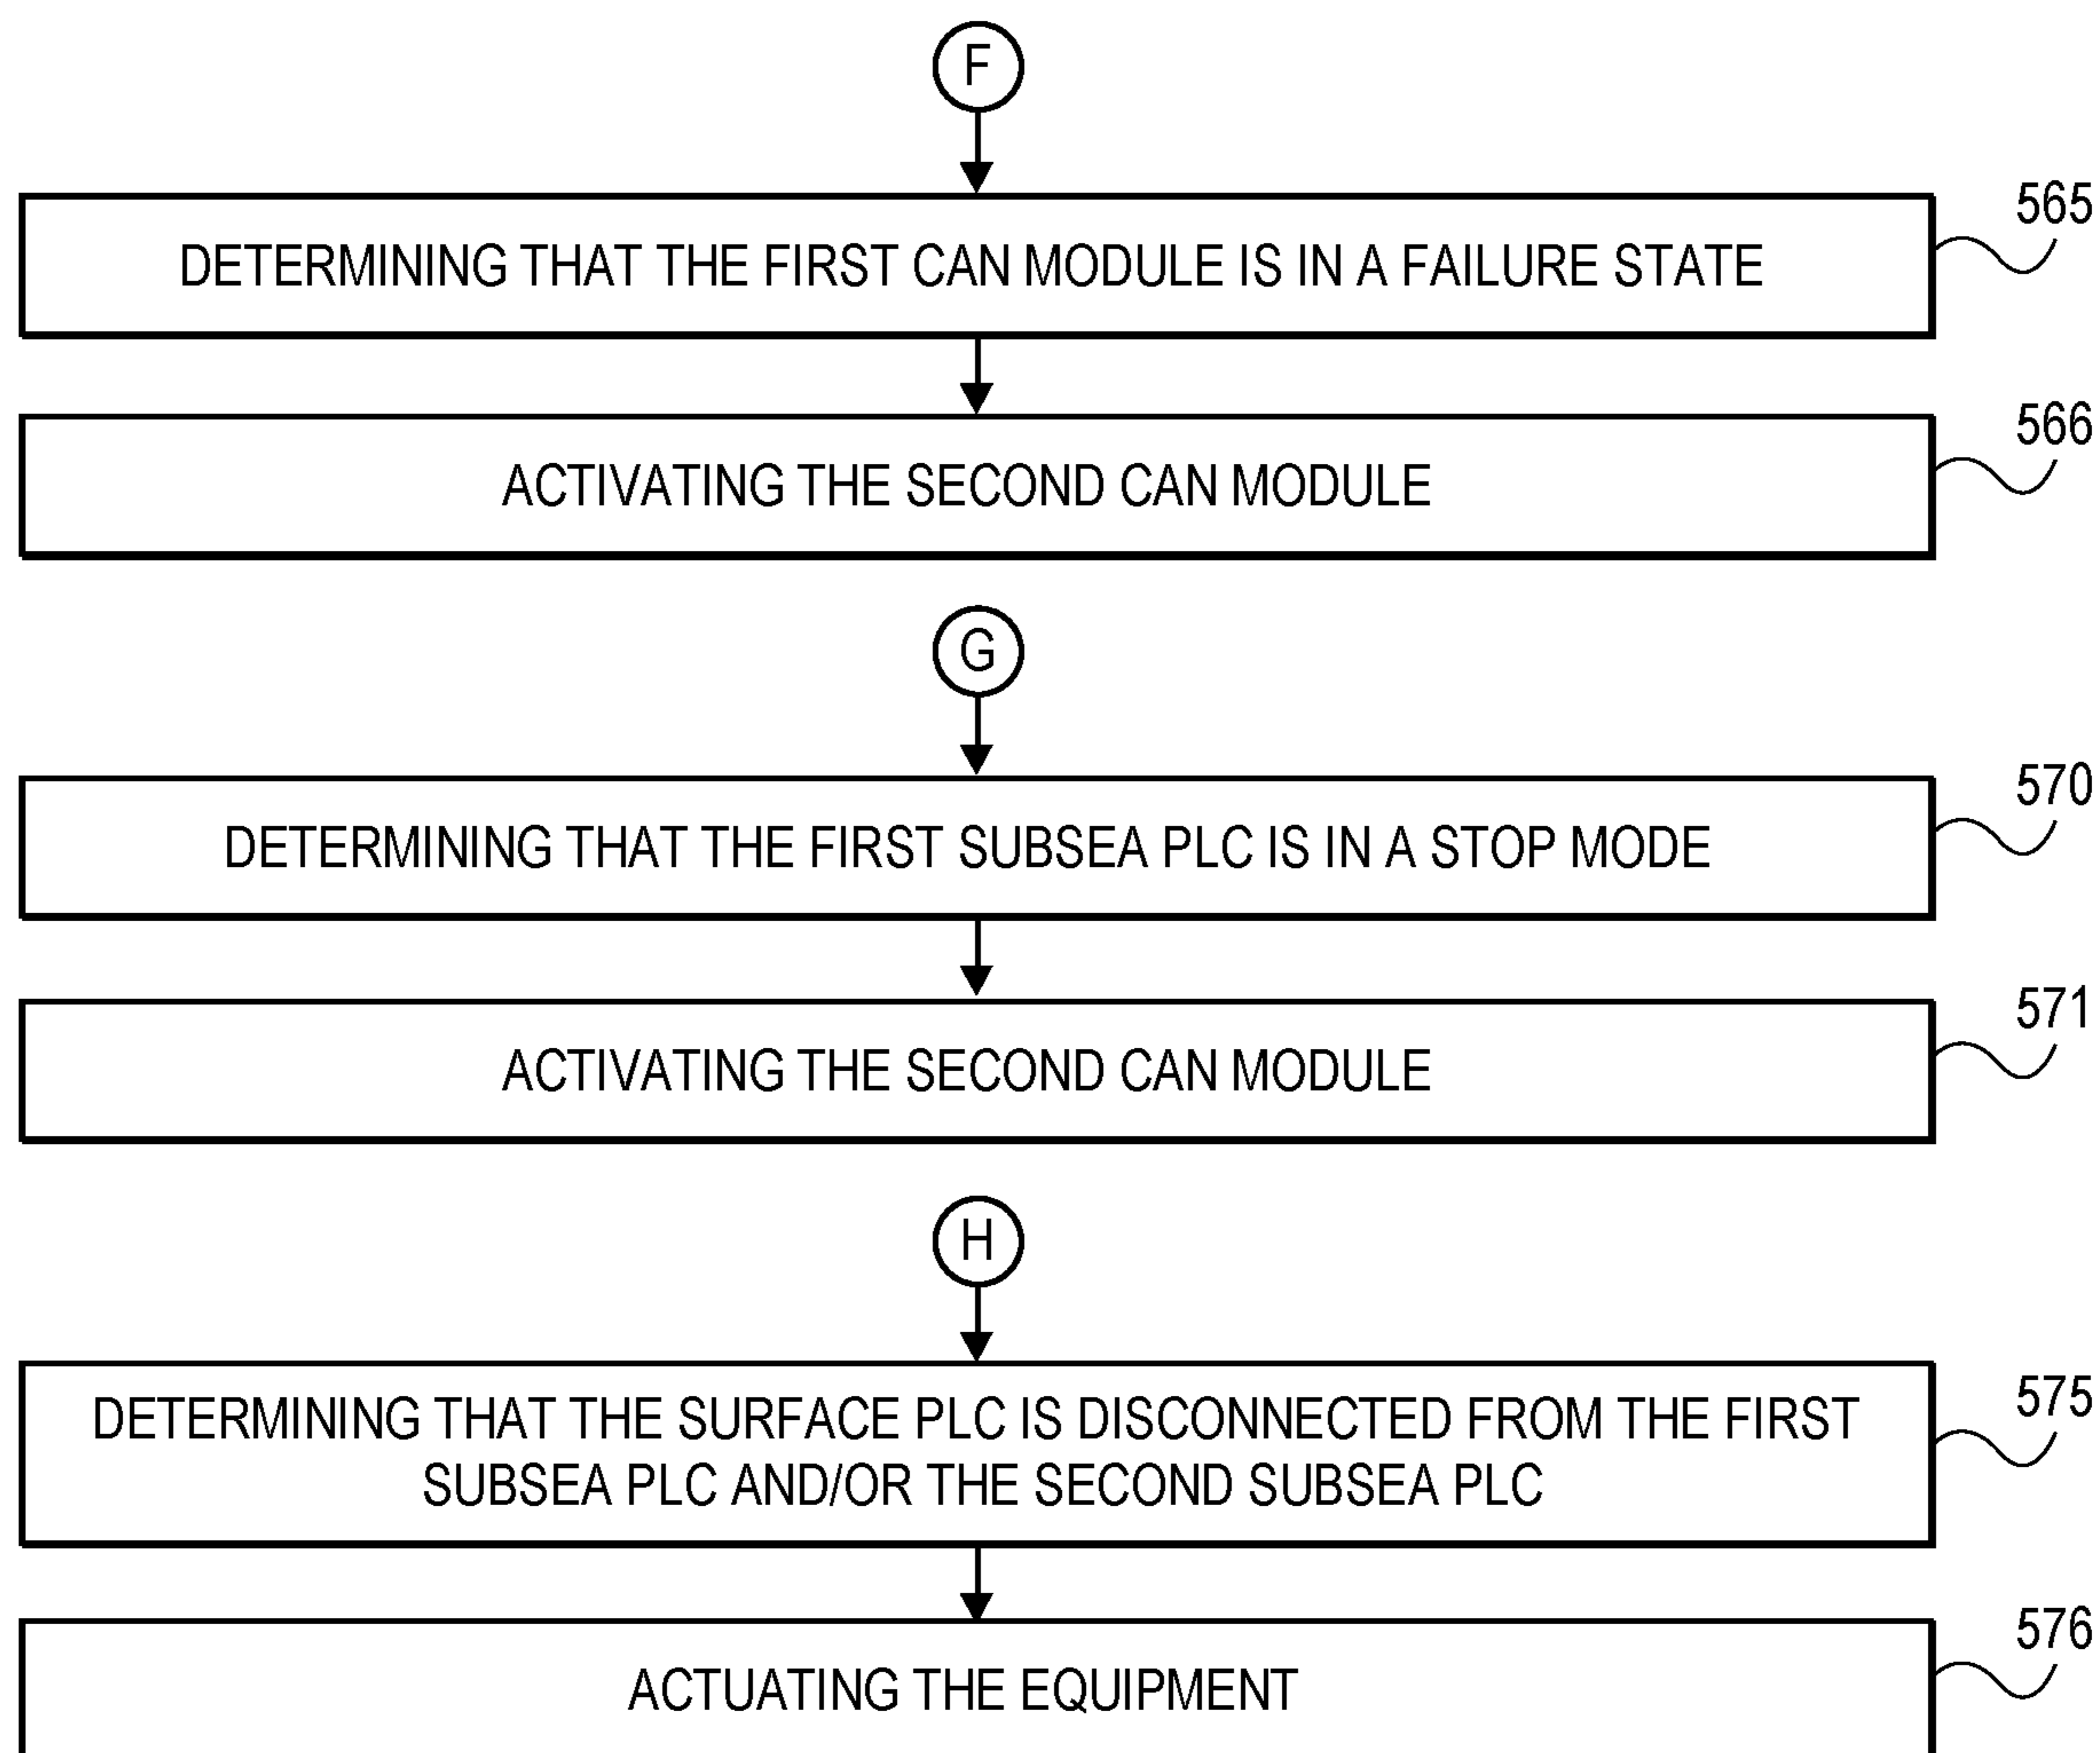 F
565
DETERMINING THAT THE FIRST CAN MODULE IS IN A FAILURE STATE
566
ACTIVATING THE SECOND CAN MODULE
G
570
DETERMINING THAT THE FIRST SUBSEA PLC IS IN A STOP MODE
571
ACTIVATING THE SECOND CAN MODULE
H
575
DETERMINING THAT THE SURFACE PLC IS DISCONNECTED FROM THE FIRST
SUBSEA PLC AND/OR THE SECOND SUBSEA PLC
576
ACTUATING THE EQUIPMENT